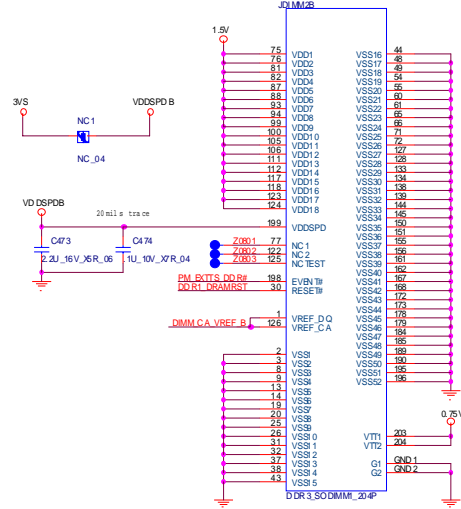 JDIMM2B
1.5V
75 VDD1 VSS16 44
76 VDD2 VSS17 48
81 VDD3 VSS18 49
82 VDD4 VSS19 54
87 VDD5 VSS20 55
88 VDD6 VSS21 60
93 VDD7 VSS22 61
94 VDD8 VSS23 65
99 VDD9 VSS24 66
100 VDD10 VSS25 71
105 VDD11 VSS26 72
106 VDD12 VSS27 127
111 VDD13 VSS28 128
112 VDD14 VSS29 133
117 VDD15 VSS30 134
118 VDD16 VSS31 138
123 VDD17 VSS32 139
124 VDD18 VSS33 144
VSS34 145
199 VDDSPD VSS35 150
VSS36 151
Z0801 77 NC1 VSS37 155
Z0802 122 NC2 VSS38 156
Z0803 125 NCTEST VSS39 161
VSS40 162
PM_EXTTS_DDR# 198 EVENT# VSS41 167
DDR1_DRAMRST 30 RESET# VSS42 168
VSS43 172
VSS44 173
1 VREF_DQ VSS45 178
DIMM_CA_VREF_B 126 VREF_CA VSS46 179
VSS47 184
VSS48 185
2 VSS1 VSS49 189
3 VSS2 VSS50 190
8 VSS3 VSS51 195
9 VSS4 VSS52 196
13 VSS5
14 VSS6
19 VSS7
20 VSS8
25 VSS9
26 VSS10 VTT1 203
31 VSS11 VTT2 204
32 VSS12
37 VSS13 G1 GND1
38 VSS14 G2 GND2
43 VSS15
DDR3_SODIMM1_204P
0.75V
3VS
NC1
VDDSPDB
NC_04
VDDSPDB
20mils trace
C473
2.2U_16V_X5R_06
C474
1U_10V_X7R_04